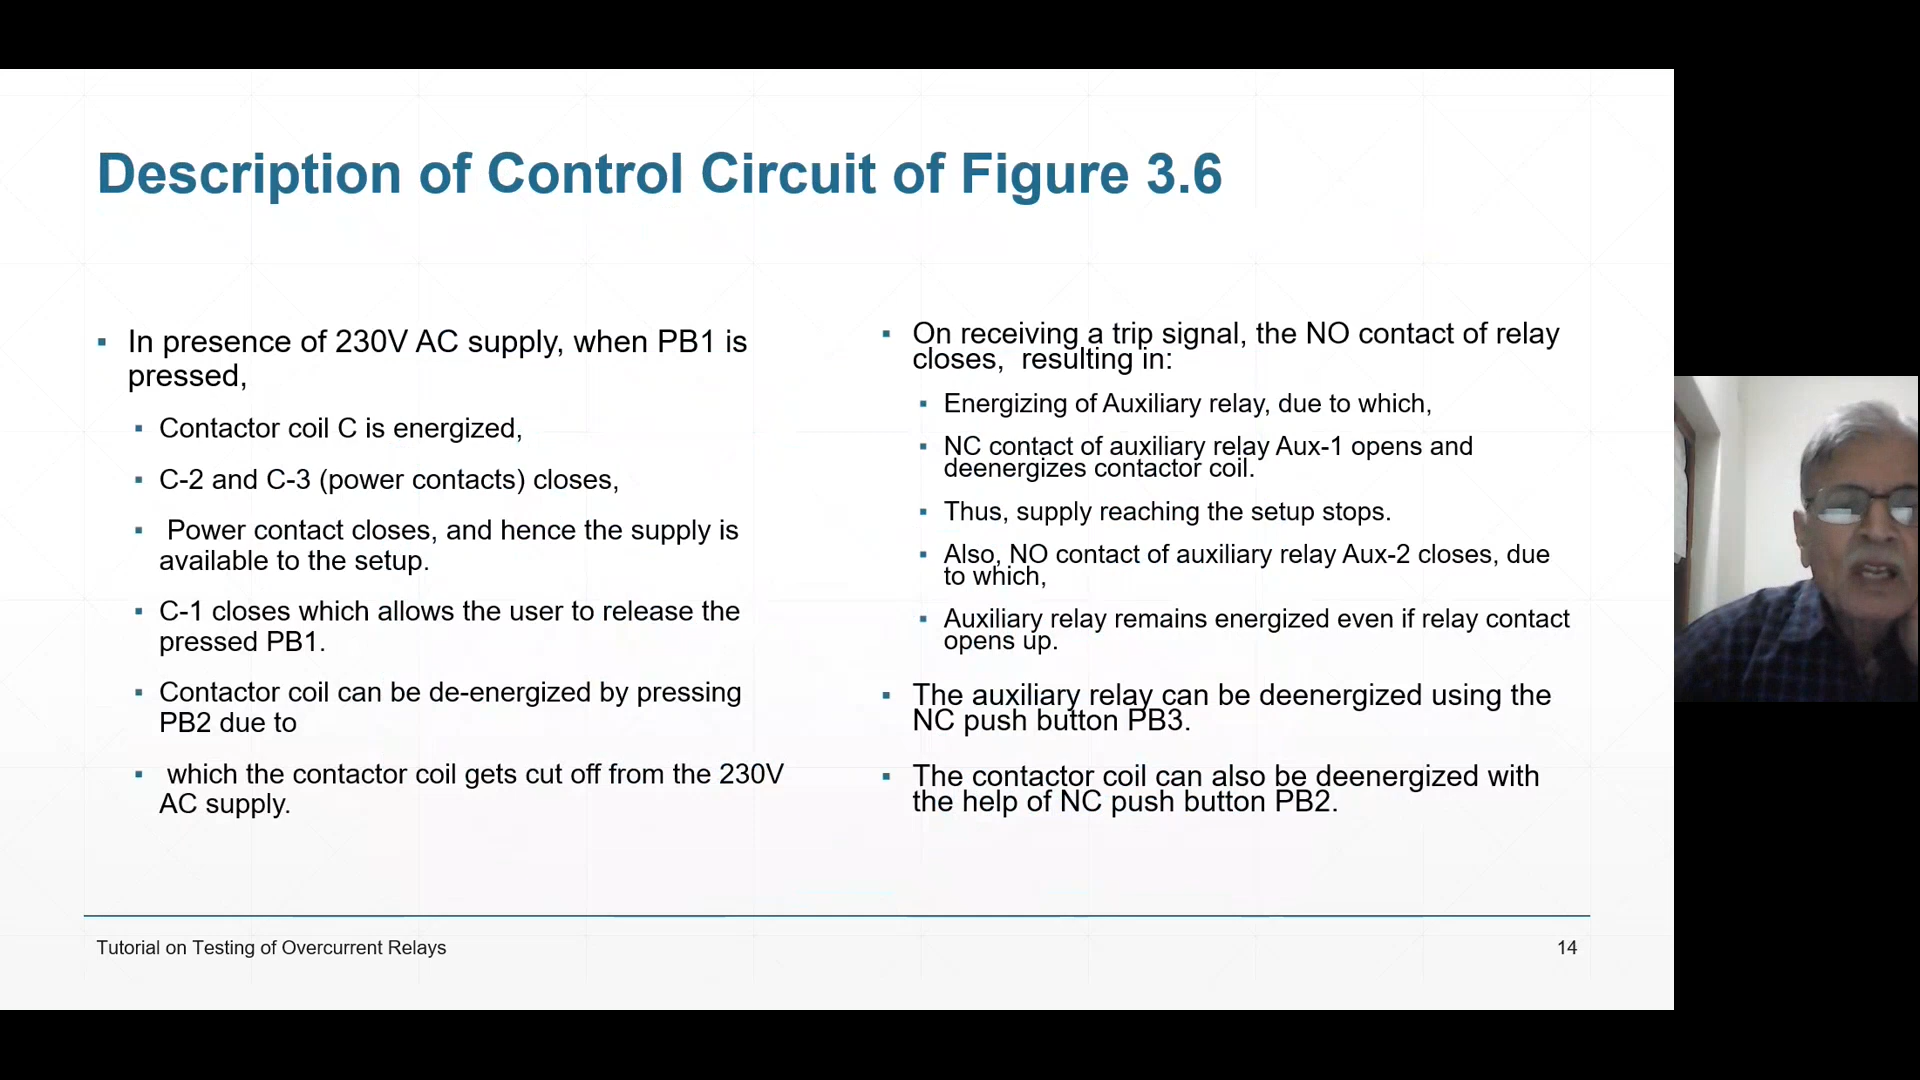 Description of Control Circuit of Figure 3.6
In presence of 230V AC supply, when PB1 is
pressed,
Contactor coil C is energized,
C-2 and C-3 (power contacts) closes,
Power contact closes, and hence the supply is
available to the setup.
C-1 closes which allows the user to release the
pressed PB1.
Contactor coil can be de-energized by pressing
PB2 due to
which the contactor coil gets cut off from the 230V
AC supply.
On receiving a trip signal, the NO contact of relay
closes,  resulting in:
Energizing of Auxiliary relay, due to which,
NC contact of auxiliary relay Aux-1 opens and
deenergizes contactor coil.
Thus, supply reaching the setup stops.
Also, NO contact of auxiliary relay Aux-2 closes, due
to which,
Auxiliary relay remains energized even if relay contact
opens up.
The auxiliary relay can be deenergized using the
NC push button PB3.
The contactor coil can also be deenergized with
the help of NC push button PB2.
Tutorial on Testing of Overcurrent Relays
14